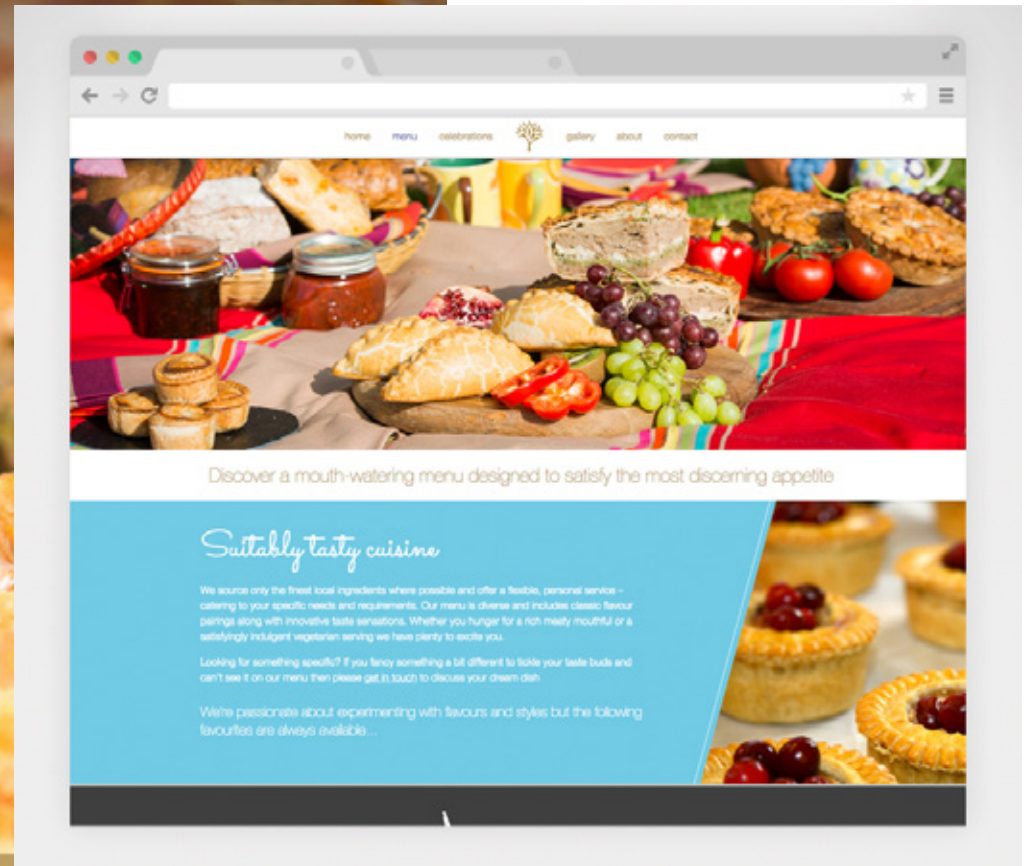 home menu celebrations gallery about contact
Discover a mouth-watering menu designed to satisfy the most discerning appetite
Suitably tasty cuisine
We source only the finest local ingredients where possible and offer a flexible, personal service –
catering to your specific needs and requirements. Our menu is diverse and includes classic flavour
pairings along with innovative taste sensations. Whether you hunger for a rich meaty mouthful or a
satisfyingly indulgent vegetarian serving we have plenty to excite you.
Looking for something specific? If you fancy something a bit different to tickle your taste buds and
can't see it on our menu then please get in touch to discuss your dream dish
We're passionate about experimenting with flavours and styles but the following
favourites are always available...